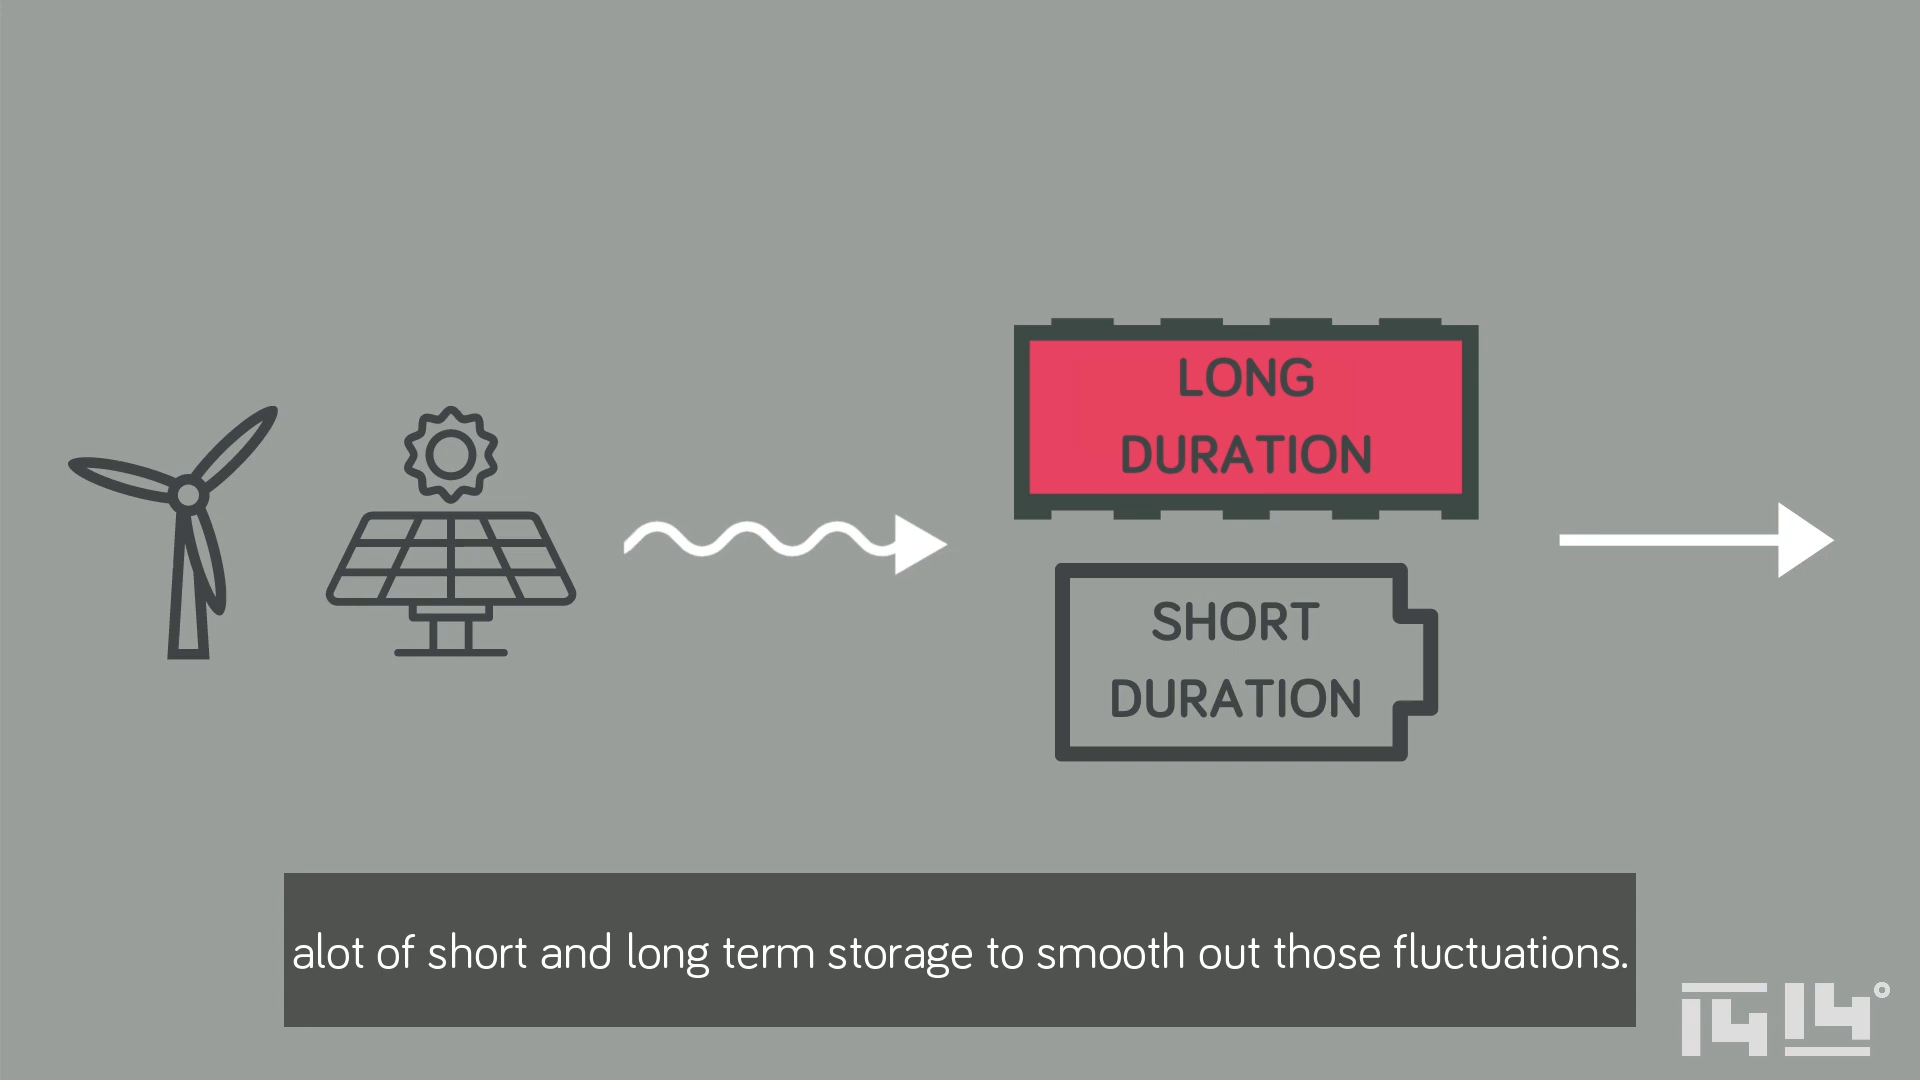 LONG
DURATION
SHORT
DURATION
alot of short and long term storage to smooth out those fluctuations.
1414°